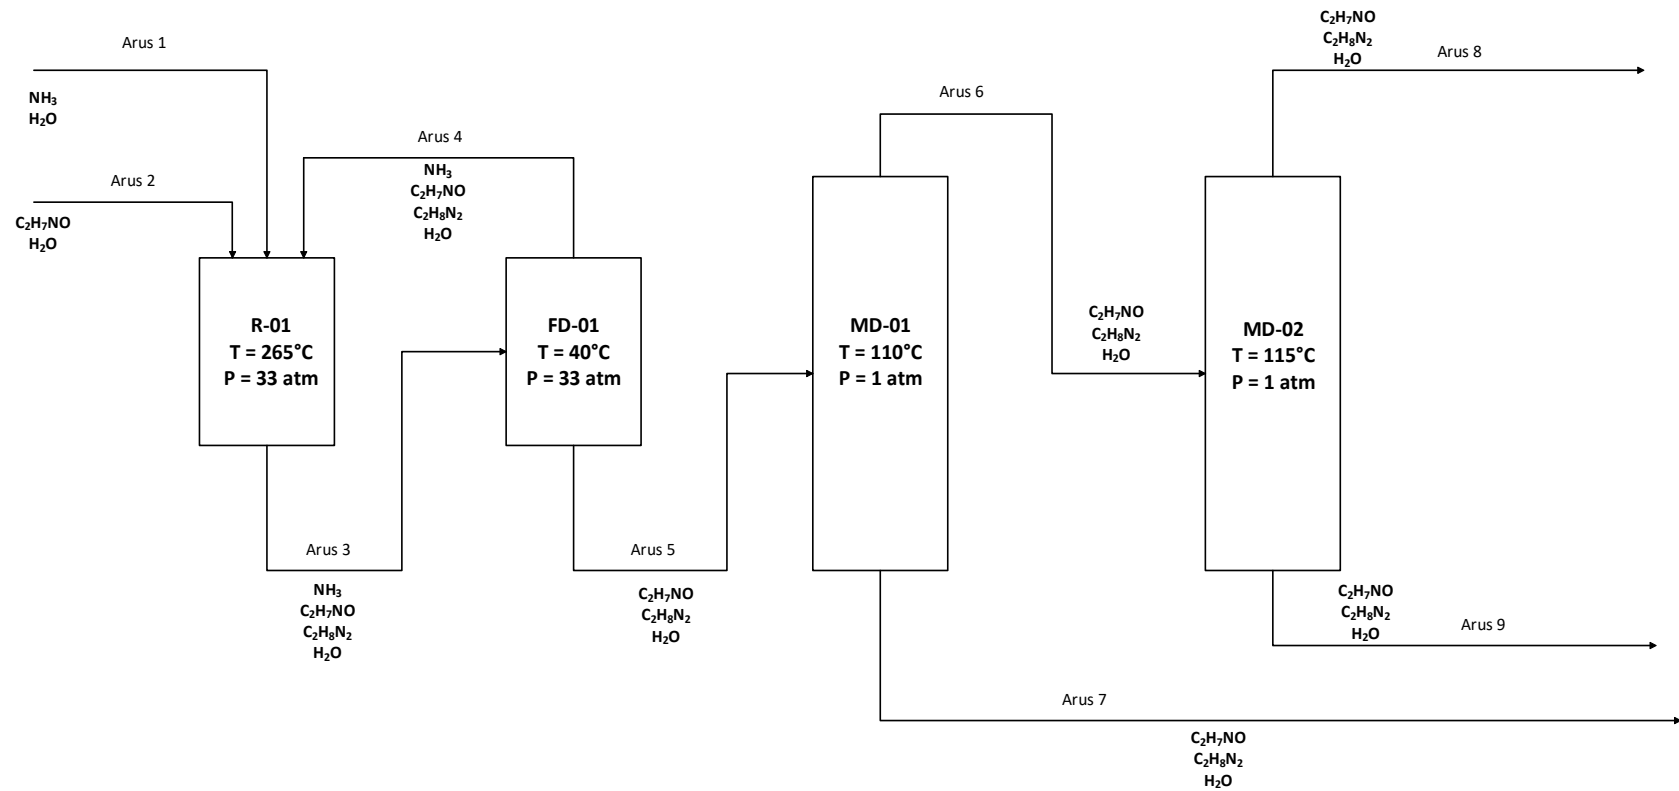 Arus 1
NH₃
H₂O
Arus 2
C₂H₇NO
H₂O
Arus 4
NH₃
C₂H₇NO
C₂H₈N₂
H₂O
R-01
T = 265°C
P = 33 atm
FD-01
T = 40°C
P = 33 atm
Arus 3
NH₃
C₂H₇NO
C₂H₈N₂
H₂O
Arus 5
C₂H₇NO
C₂H₈N₂
H₂O
MD-01
T = 110°C
P = 1 atm
Arus 6
C₂H₇NO
C₂H₈N₂
H₂O
MD-02
T = 115°C
P = 1 atm
C₂H₇NO
C₂H₈N₂
H₂O
Arus 8
C₂H₇NO
C₂H₈N₂
H₂O
Arus 9
Arus 7
C₂H₇NO
C₂H₈N₂
H₂O